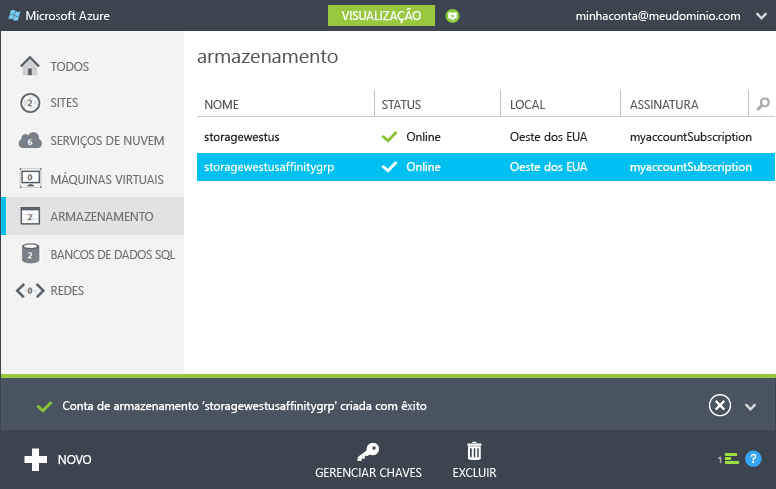 Microsoft Azure
VISUALIZAÇÃO
minhaconta@meudominio.com
TODOS
2 SITES
6 SERVIÇOS DE NUVEM
0 MÁQUINAS VIRTUAIS
2 ARMAZENAMENTO
2 BANCOS DE DADOS SQL
0 REDES
armazenamento
NOME STATUS LOCAL ASSINATURA
storagewestus Online Oeste dos EUA myaccountSubscription
storagewestusaffinitygrp Online Oeste dos EUA myaccountSubscription
Conta de armazenamento 'storagewestusaffinitygrp' criada com êxito
NOVO
GERENCIAR CHAVES
EXCLUIR
1
?